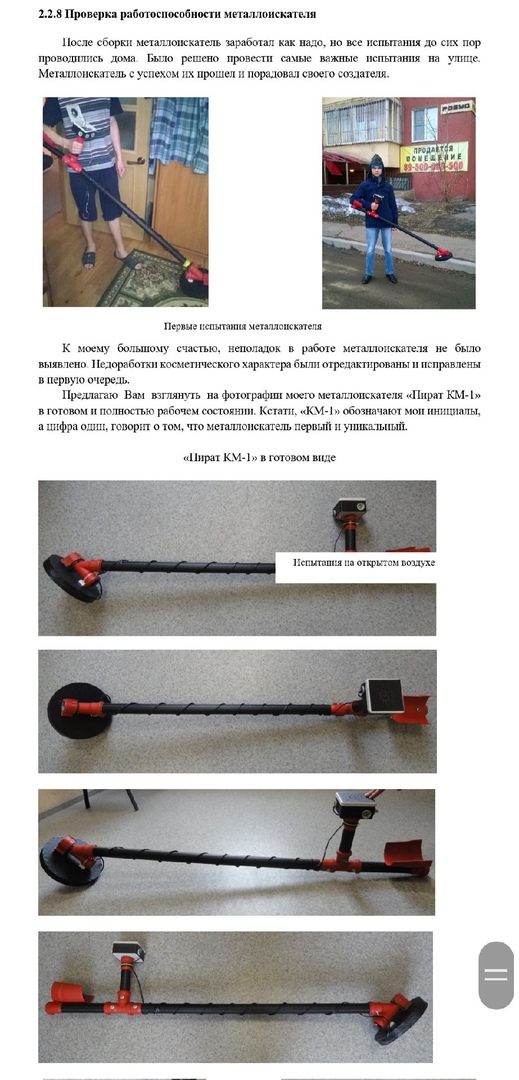 2.2.8 Проверка работоспособности металлоискателя
После сборки металлоискатель заработал как надо, но все испытания до сих пор
проводились дома. Было решено провести самые важные испытания на улице.
Металлоискатель с успехом их прошел и порадовал своего создателя.
ПРОДАЕТСЯ
ПОМЕЩЕНИЕ
Первые испытания металлоискателя
К моему большому счастью, неполадок в работе металлоискателя не было
выявлено. Недоработки косметического характера были отредактированы и исправлены
в первую очередь.
Предлагаю Вам взглянуть на фотографии моего металлоискателя «Пират КМ-1»
в готовом и полностью рабочем состоянии. Кстати, «КМ-1» обозначают мои инициалы,
а цифра один, говорит о том, что металлоискатель первый и уникальный.
«Пират КМ-1» в готовом виде
Испытания на открытом воздухе